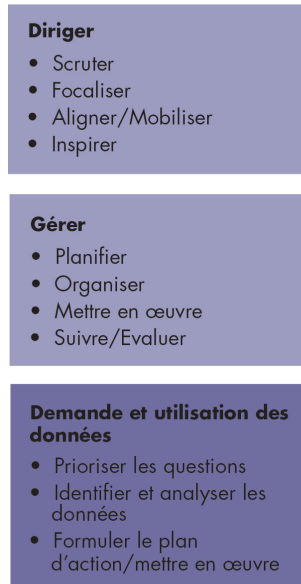 Diriger
• Scruter
• Focaliser
• Aligner/Mobiliser
• Inspirer
Gérer
• Planifier
• Organiser
• Mettre en œuvre
• Suivre/Evaluer
Demande et utilisation des
données
• Prioriser les questions
• Identifier et analyser les
données
• Formuler le plan
d'action/mettre en œuvre